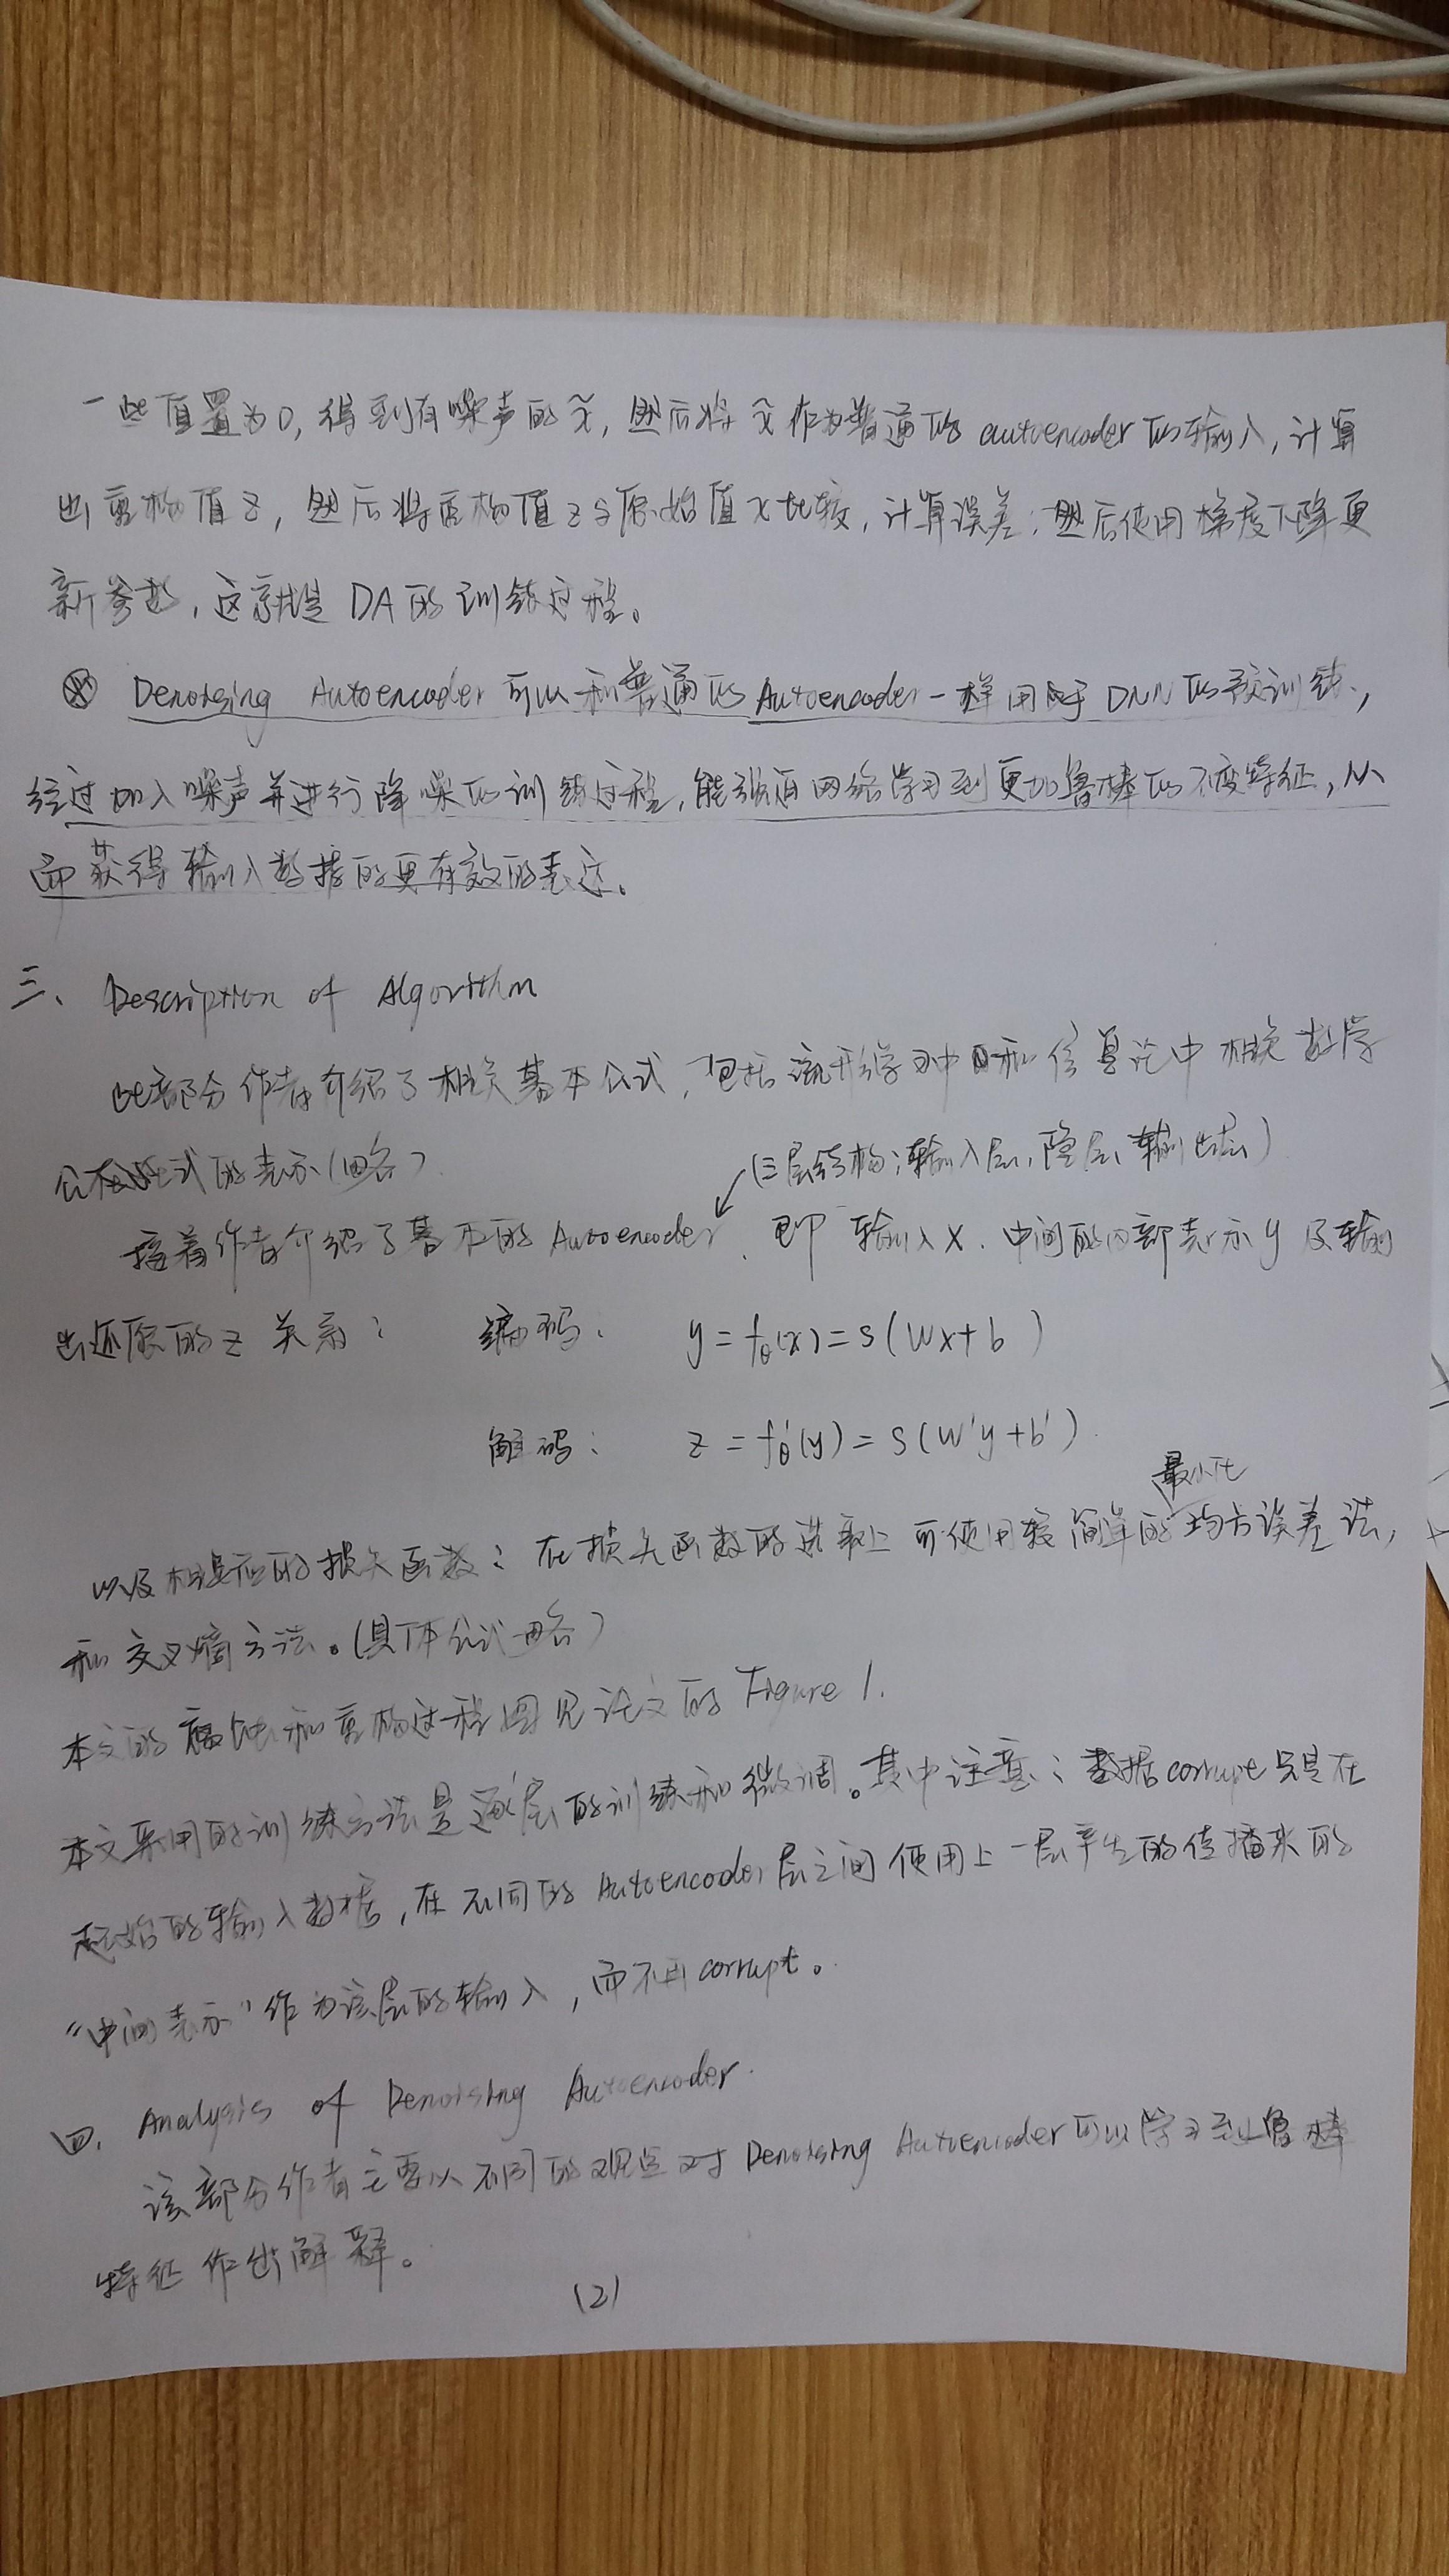 一些值置为0,得到有噪声的x̃,然后将x̃作为普通的autoencoder的输入,计算
出重构值z,然后将重构值z与原始值x比较,计算误差,然后使用梯度下降更
新参数,这就是DA的训练过程。
⊗ Denoising Autoencoder可以和普通的Autoencoder一样用于DNN的预训练,
经过加入噪声并进行降噪的训练过程,能强迫网络学习到更加鲁棒的不变特征,从
而获得输入数据的更有效的表达。
三、Description of Algorithm
此部分作者介绍了相关基本公式,包括流形学习中和信息论中相关数学
公式的表示(略)
(三层结构:输入层,隐层,输出层)
接着作者介绍了基本的Autoencoder,即输入x、中间的内部表示y及输
出还原的z关系: 编码: y=fθ(x)=s(Wx+b)
解码: z=f'θ(y)=s(W'y+b')
最小化
以及相对应的损失函数:在损失函数的选取上可使用较简单的均方误差法,
和交叉熵方法。(具体公式略)
本文的腐蚀和重构过程图见论文的Figure 1.
本文采用的训练方法是逐层的训练和微调。其中注意:数据corrupt只是在
起始的输入数据,在不同的Autoencoder层之间使用上一层产生的传播来的
“中间表示”作为该层的输入,而不用corrupt。
四、Analysis of Denoising Autoencoder.
该部分作者主要从不同的观点对Denoising Autoencoder可以学习到鲁棒
特征作出解释。
(2)